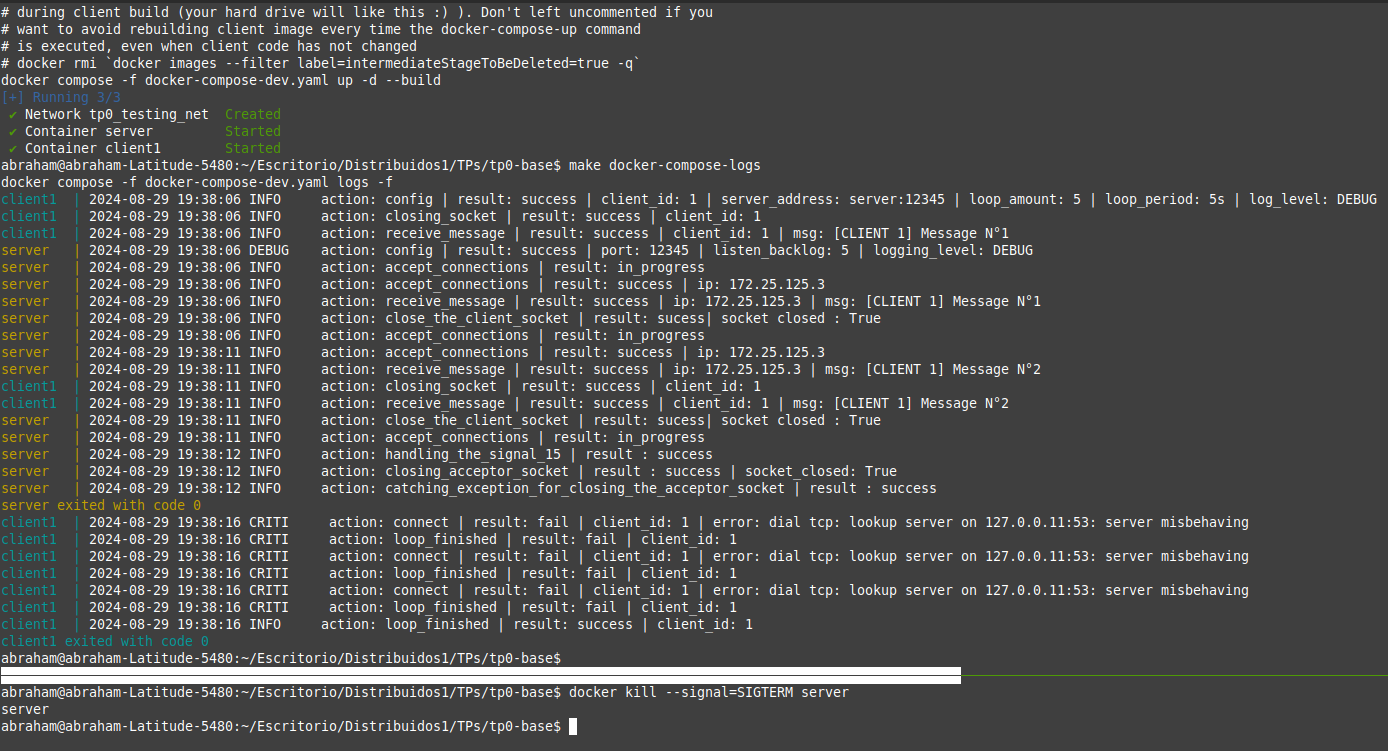 # during client build (your hard drive will like this :) ). Don't left uncommented if you
# want to avoid rebuilding client image every time the docker-compose-up command
# is executed, even when client code has not changed
# docker rmi `docker images --filter label=intermediateStageToBeDeleted=true -q`
docker compose -f docker-compose-dev.yaml up -d --build
[+] Running 3/3
 ✔ Network tp0_testing_net  Created
 ✔ Container server         Started
 ✔ Container client1        Started
abraham@abraham-Latitude-5480:~/Escritorio/Distribuidos1/TPs/tp0-base$ make docker-compose-logs
docker compose -f docker-compose-dev.yaml logs -f
client1  | 2024-08-29 19:38:06 INFO     action: config | result: success | client_id: 1 | server_address: server:12345 | loop_amount: 5 | loop_period: 5s | log_level: DEBUG
client1  | 2024-08-29 19:38:06 INFO     action: closing_socket | result: success | client_id: 1
client1  | 2024-08-29 19:38:06 INFO     action: receive_message | result: success | client_id: 1 | msg: [CLIENT 1] Message N°1
server   | 2024-08-29 19:38:06 DEBUG    action: config | result: success | port: 12345 | listen_backlog: 5 | logging_level: DEBUG
server   | 2024-08-29 19:38:06 INFO     action: accept_connections | result: in_progress
server   | 2024-08-29 19:38:06 INFO     action: accept_connections | result: success | ip: 172.25.125.3
server   | 2024-08-29 19:38:06 INFO     action: receive_message | result: success | ip: 172.25.125.3 | msg: [CLIENT 1] Message N°1
server   | 2024-08-29 19:38:06 INFO     action: close_the_client_socket | result: sucess| socket closed : True
server   | 2024-08-29 19:38:06 INFO     action: accept_connections | result: in_progress
server   | 2024-08-29 19:38:11 INFO     action: accept_connections | result: success | ip: 172.25.125.3
server   | 2024-08-29 19:38:11 INFO     action: receive_message | result: success | ip: 172.25.125.3 | msg: [CLIENT 1] Message N°2
client1  | 2024-08-29 19:38:11 INFO     action: closing_socket | result: success | client_id: 1
client1  | 2024-08-29 19:38:11 INFO     action: receive_message | result: success | client_id: 1 | msg: [CLIENT 1] Message N°2
server   | 2024-08-29 19:38:11 INFO     action: close_the_client_socket | result: sucess| socket closed : True
server   | 2024-08-29 19:38:11 INFO     action: accept_connections | result: in_progress
server   | 2024-08-29 19:38:12 INFO     action: handling_the_signal_15 | result : success
server   | 2024-08-29 19:38:12 INFO     action: closing_acceptor_socket | result : success | socket_closed: True
server   | 2024-08-29 19:38:12 INFO     action: catching_exception_for_closing_the_acceptor_socket | result : success
server exited with code 0
client1  | 2024-08-29 19:38:16 CRITI     action: connect | result: fail | client_id: 1 | error: dial tcp: lookup server on 127.0.0.11:53: server misbehaving
client1  | 2024-08-29 19:38:16 CRITI     action: loop_finished | result: fail | client_id: 1
client1  | 2024-08-29 19:38:16 CRITI     action: connect | result: fail | client_id: 1 | error: dial tcp: lookup server on 127.0.0.11:53: server misbehaving
client1  | 2024-08-29 19:38:16 CRITI     action: loop_finished | result: fail | client_id: 1
client1  | 2024-08-29 19:38:16 CRITI     action: connect | result: fail | client_id: 1 | error: dial tcp: lookup server on 127.0.0.11:53: server misbehaving
client1  | 2024-08-29 19:38:16 CRITI     action: loop_finished | result: fail | client_id: 1
client1  | 2024-08-29 19:38:16 INFO     action: loop_finished | result: success | client_id: 1
client1 exited with code 0
abraham@abraham-Latitude-5480:~/Escritorio/Distribuidos1/TPs/tp0-base$
abraham@abraham-Latitude-5480:~/Escritorio/Distribuidos1/TPs/tp0-base$ docker kill --signal=SIGTERM server
server
abraham@abraham-Latitude-5480:~/Escritorio/Distribuidos1/TPs/tp0-base$